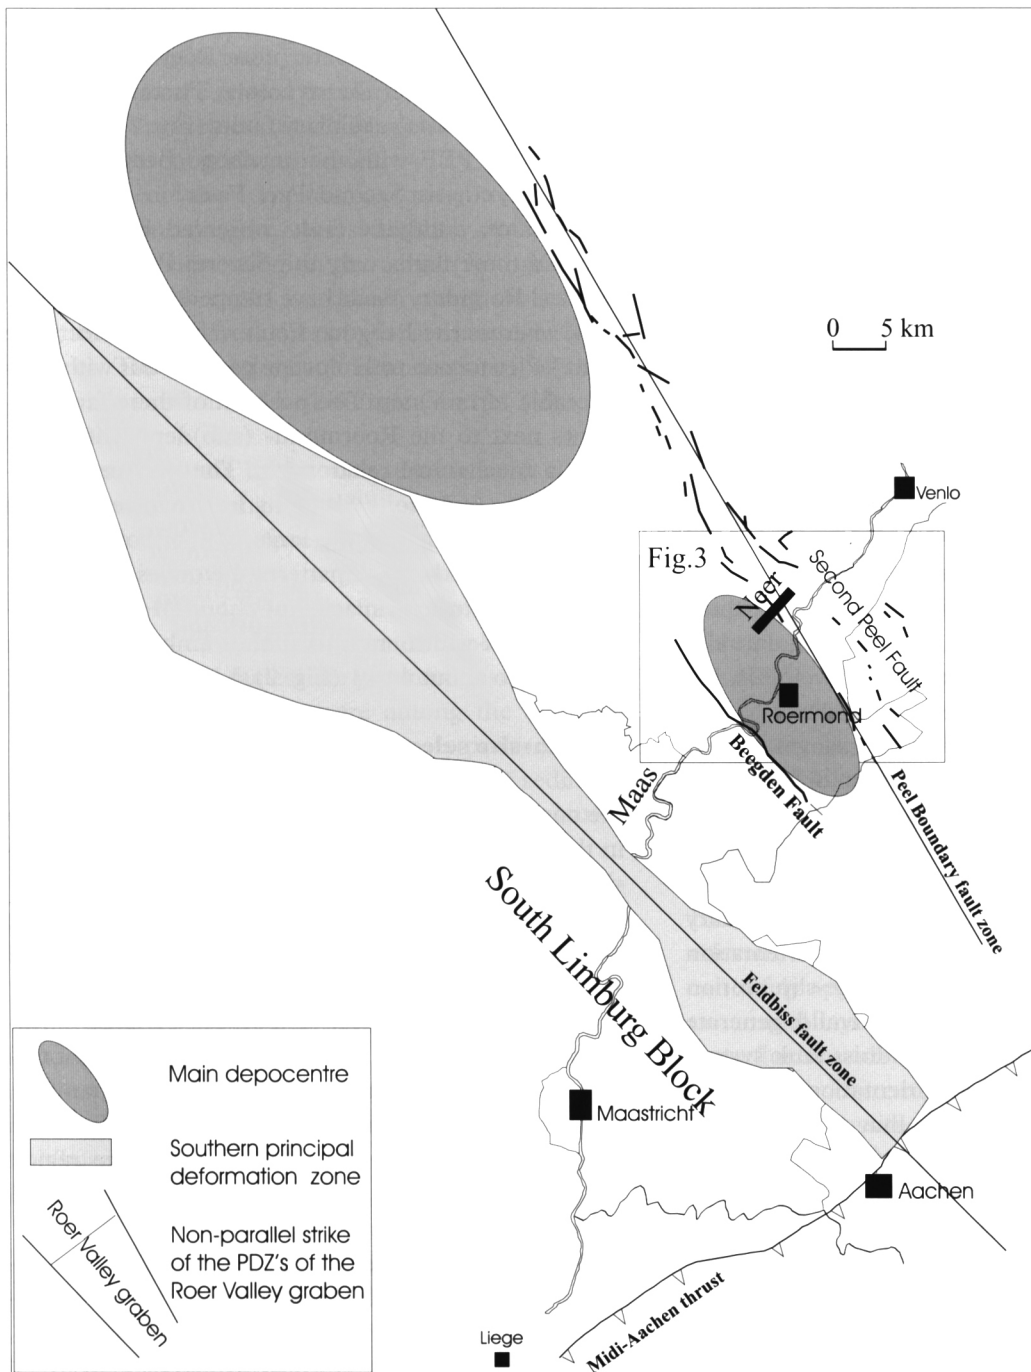 0 5 km
Venlo
Fig.3
Neer
Second Peel Fault
Roermond
Maas
Beegden Fault
Peel Boundary fault zone
South Limburg Block
Feldbiss fault zone
Maastricht
Aachen
Midi-Aachen thrust
Liege
Main depocentre
Southern principal
deformation zone
Roer Valley graben
Non-parallel strike
of the PDZ's of the
Roer Valley graben